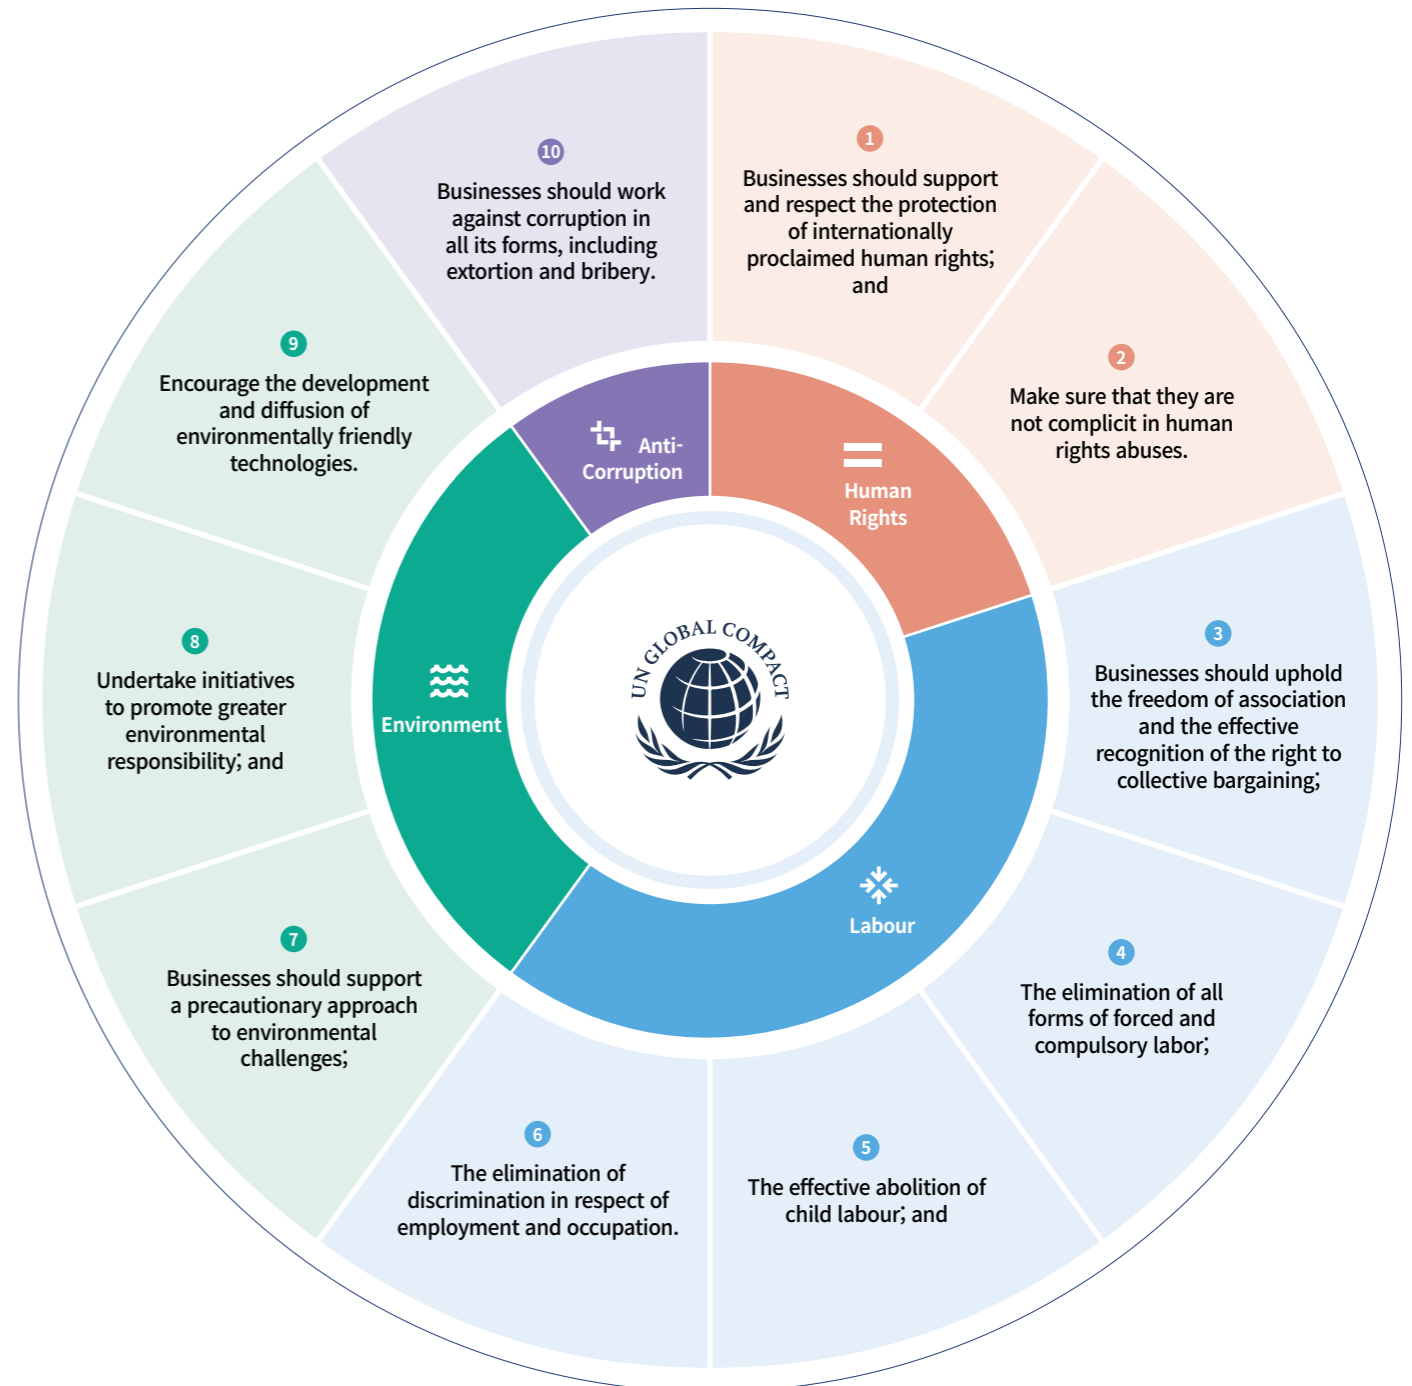 1
Businesses should support
and respect the protection
of internationally
proclaimed human rights;
and
2
Make sure that they are
not complicit in human
rights abuses.
3
Businesses should uphold
the freedom of association
and the effective
recognition of the right to
collective bargaining;
4
The elimination of all
forms of forced and
compulsory labor;
5
The effective abolition of
child labour; and
6
The elimination of
discrimination in respect of
employment and occupation.
7
Businesses should support
a precautionary approach
to environmental
challenges;
8
Undertake initiatives
to promote greater
environmental
responsibility; and
9
Encourage the development
and diffusion of
environmentally friendly
technologies.
10
Businesses should work
against corruption in
all its forms, including
extortion and bribery.
Human
Rights
Labour
Environment
Anti-
Corruption
UN GLOBAL COMPACT